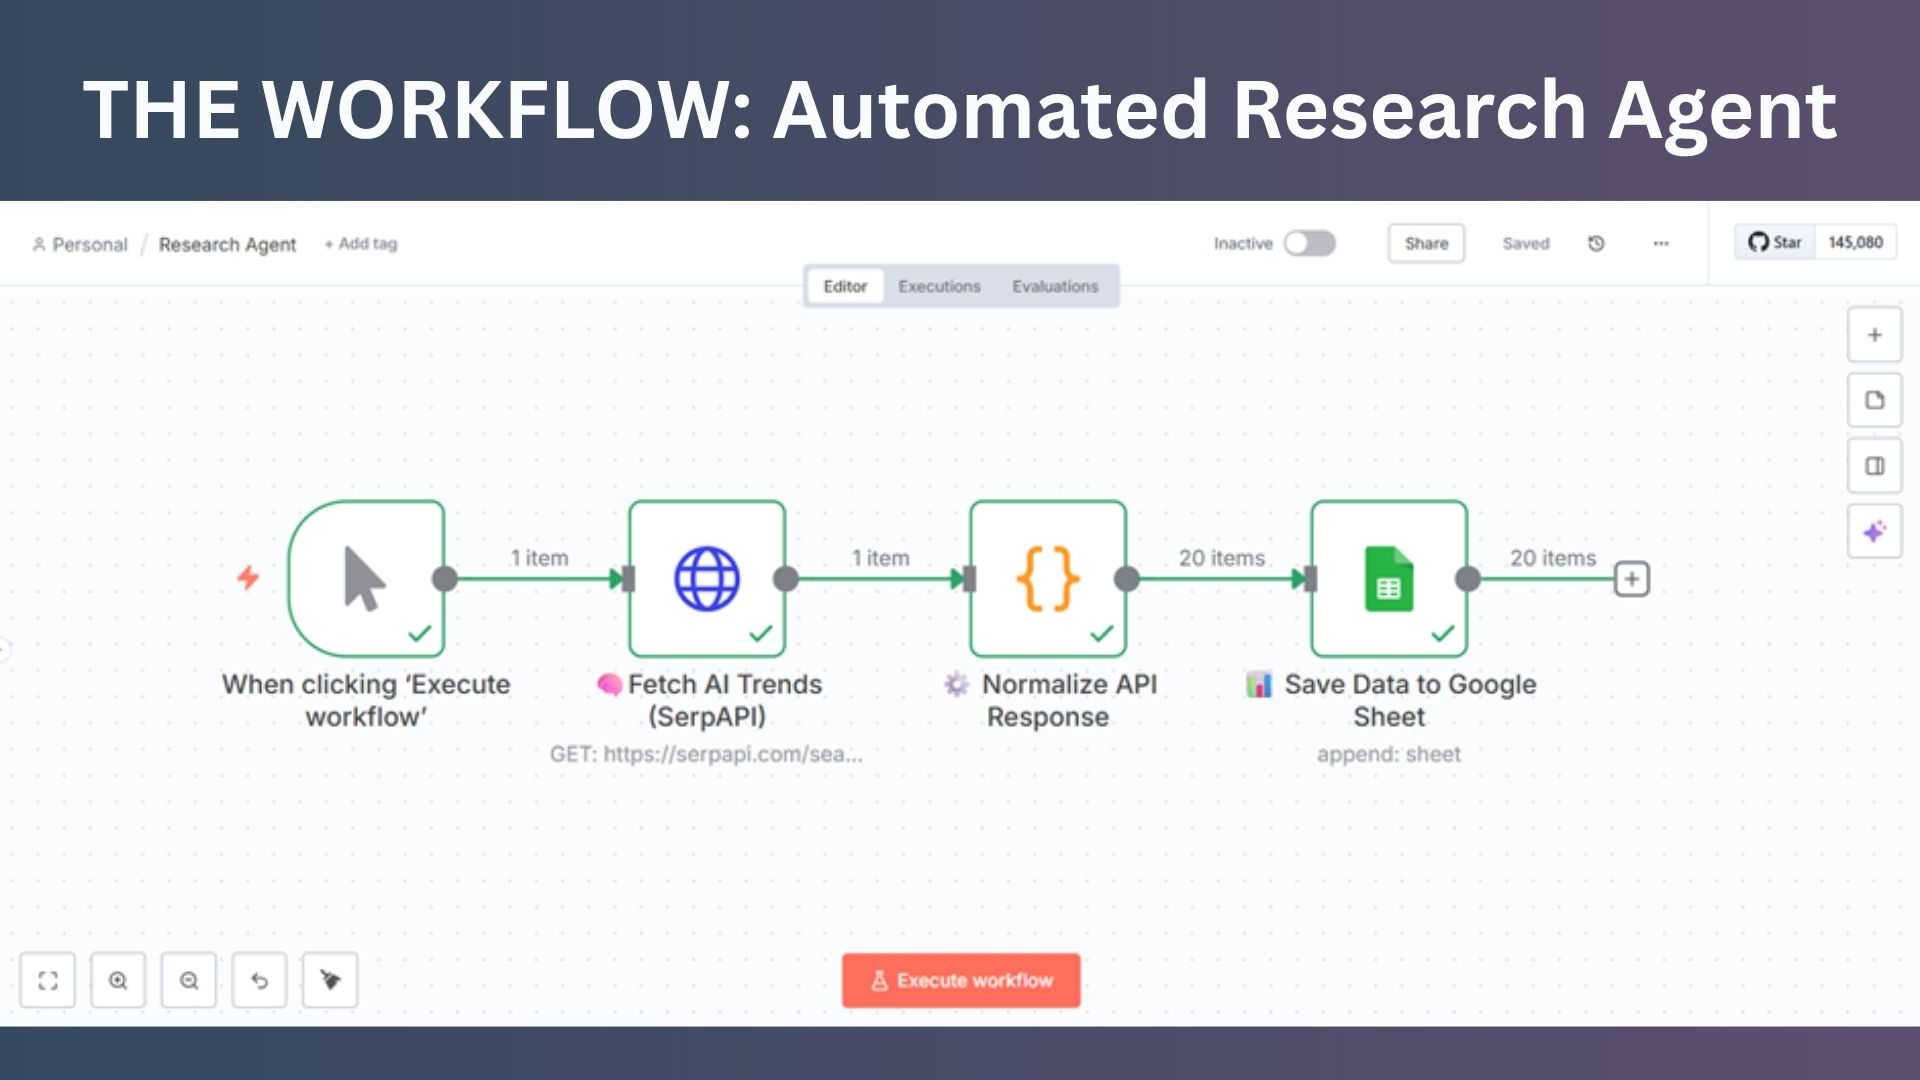 THE WORKFLOW: Automated Research Agent
Personal / Research Agent + Add tag
Inactive Share Saved ... Star 145,080
Editor Executions Evaluations
1 item 1 item 20 items 20 items
When clicking ‘Execute
workflow’
Fetch AI Trends
(SerpAPI)
GET: https://serpapi.com/sea...
Normalize API
Response
Save Data to Google
Sheet
append: sheet
Execute workflow